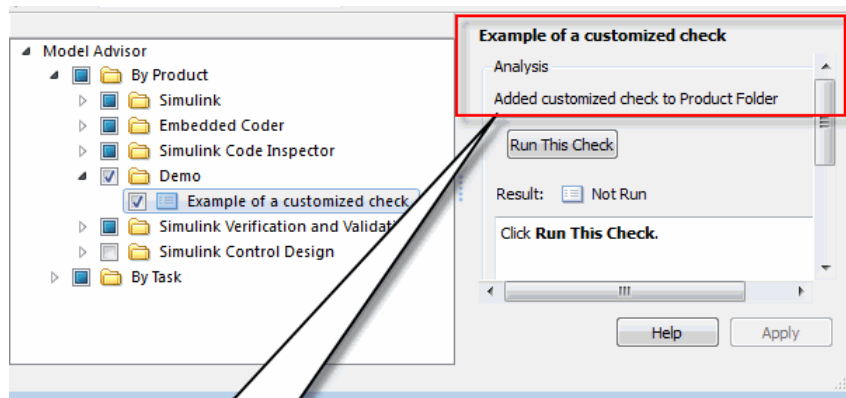 Model Advisor
By Product
Simulink
Embedded Coder
Simulink Code Inspector
Demo
Example of a customized check
Simulink Verification and
Simulink Control Design
By Task
Example of a customized check
Analysis
Added customized check to Product Folder
Run This Check
Result: Not Run
Click Run This Check.
Help
Apply